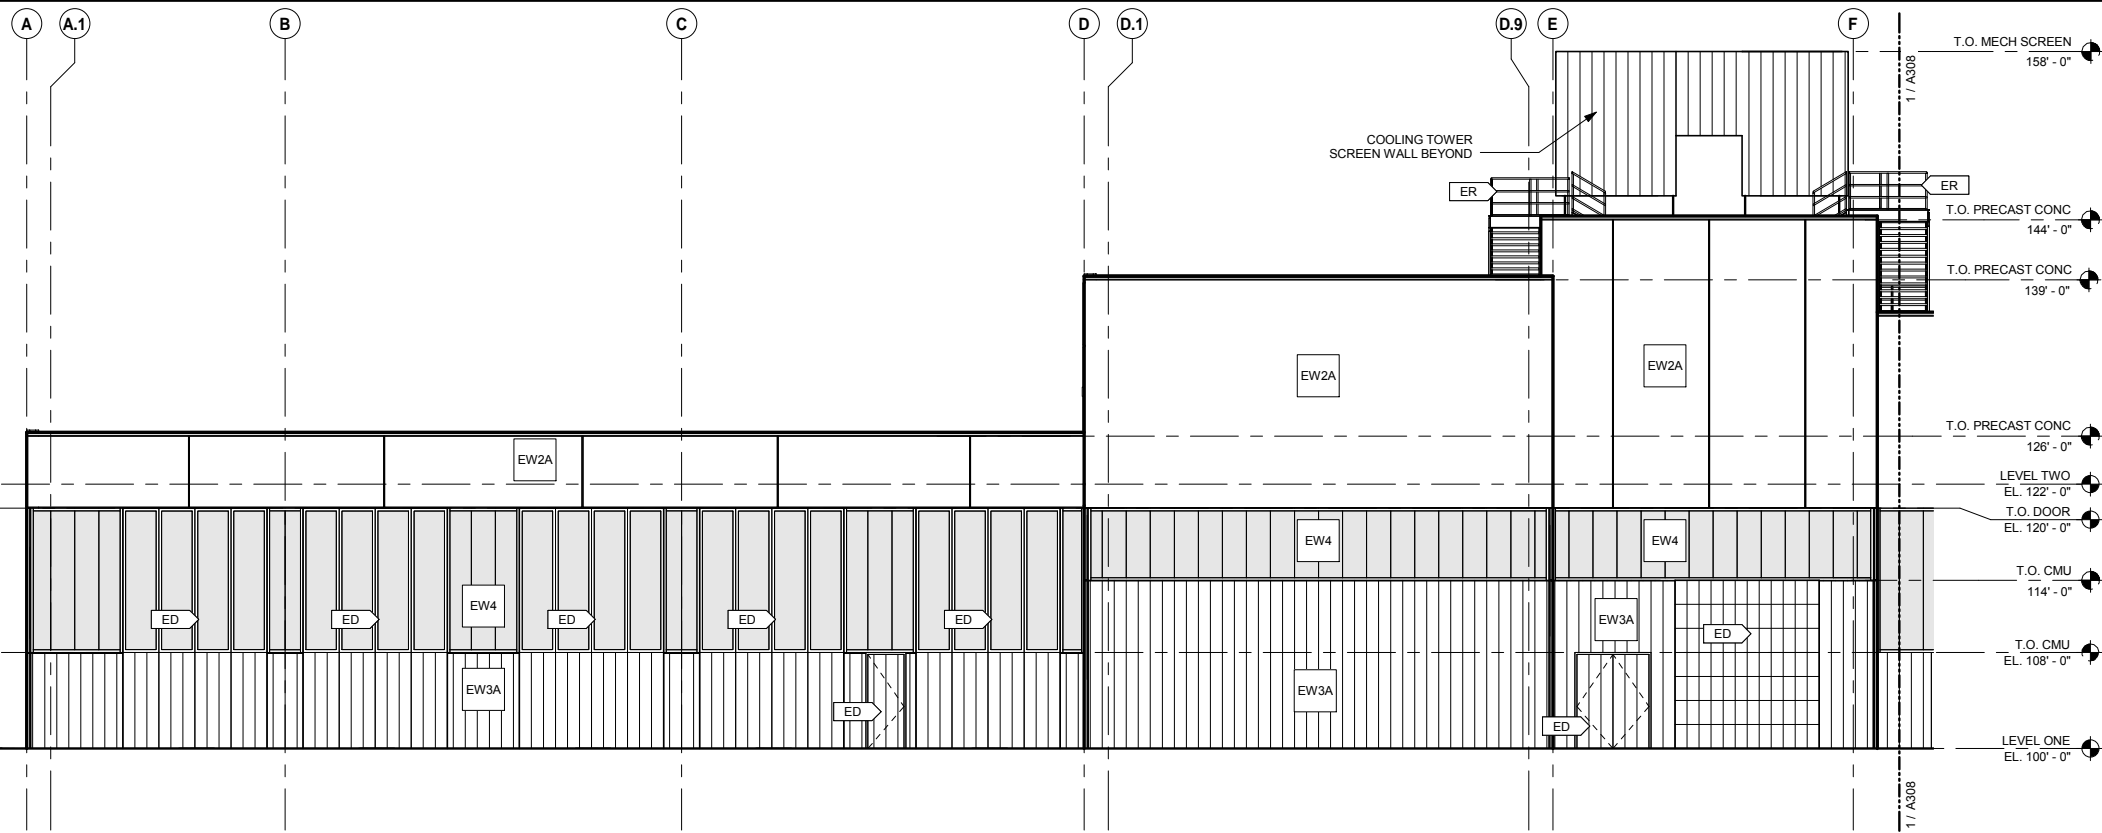 A
A.1
B
C
D
D.1
D.9
E
F
T.O. MECH SCREEN
158' - 0"
1 / A308
COOLING TOWER
SCREEN WALL BEYOND
ER
ER
T.O. PRECAST CONC
144' - 0"
T.O. PRECAST CONC
139' - 0"
EW2A
EW2A
T.O. PRECAST CONC
126' - 0"
EW2A
LEVEL TWO
EL. 122' - 0"
T.O. DOOR
EL. 120' - 0"
EW4
EW4
T.O. CMU
114' - 0"
EW4
ED
ED
ED
ED
ED
EW3A
ED
T.O. CMU
EL. 108' - 0"
EW3A
EW3A
ED
ED
LEVEL ONE
EL. 100' - 0"
1 / A308